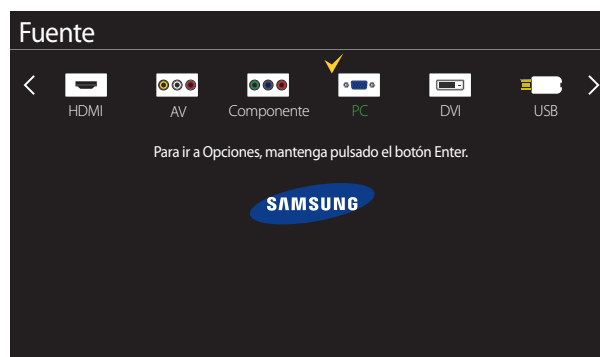 Fuente
HDMI AV Componente PC DVI USB
Para ir a Opciones, mantenga pulsado el botón Enter.
SAMSUNG